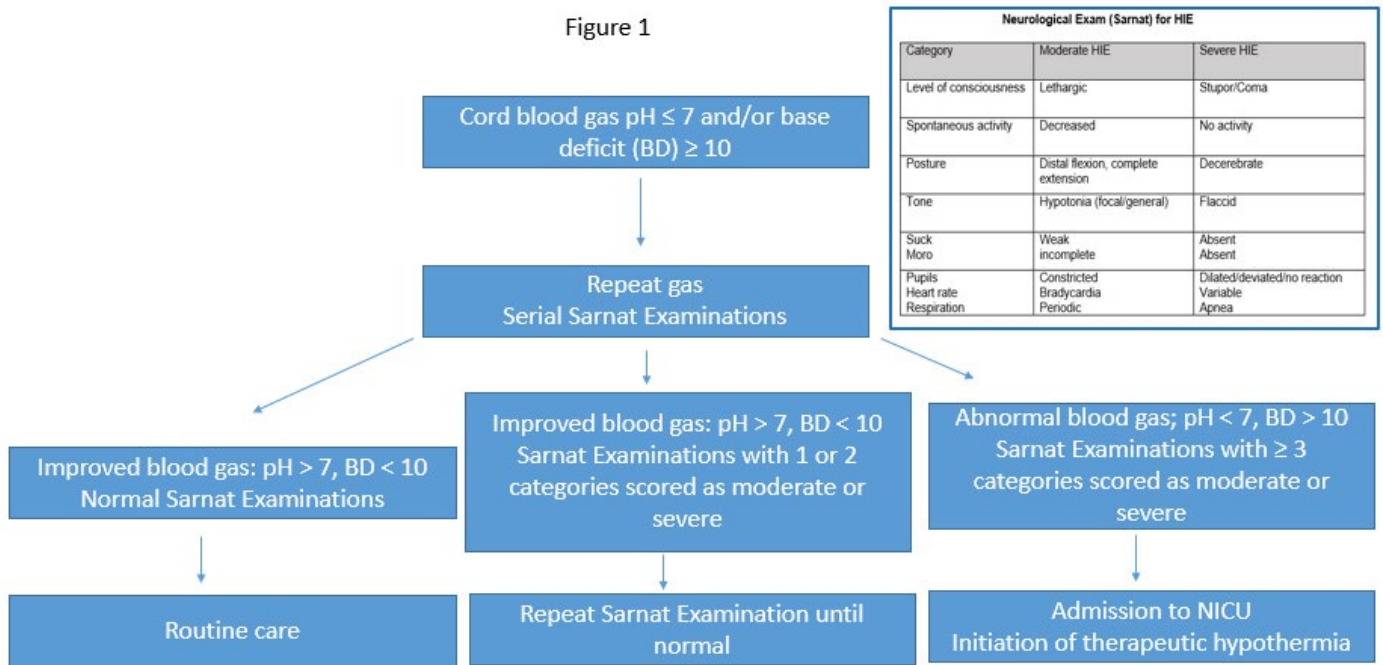 Figure 1
Neurological Exam (Sarnat) for HIE
Category Moderate HIE Severe HIE
Level of consciousness Lethargic Stupor/Coma
Spontaneous activity Decreased No activity
Posture Distal flexion, complete Decerebrate
extension
Tone Hypotonia (focal/general) Flaccid
Suck Weak Absent
Moro incomplete Absent
Pupils Constricted Dilated/deviated/no reaction
Heart rate Bradycardia Variable
Respiration Periodic Apnea
Cord blood gas pH ≤ 7 and/or base
deficit (BD) ≥ 10
Repeat gas
Serial Sarnat Examinations
Improved blood gas: pH > 7, BD < 10
Normal Sarnat Examinations
Improved blood gas: pH > 7, BD < 10
Sarnat Examinations with 1 or 2
categories scored as moderate or
severe
Abnormal blood gas; pH < 7, BD > 10
Sarnat Examinations with ≥ 3
categories scored as moderate or
severe
Routine care
Repeat Sarnat Examination until
normal
Admission to NICU
Initiation of therapeutic hypothermia